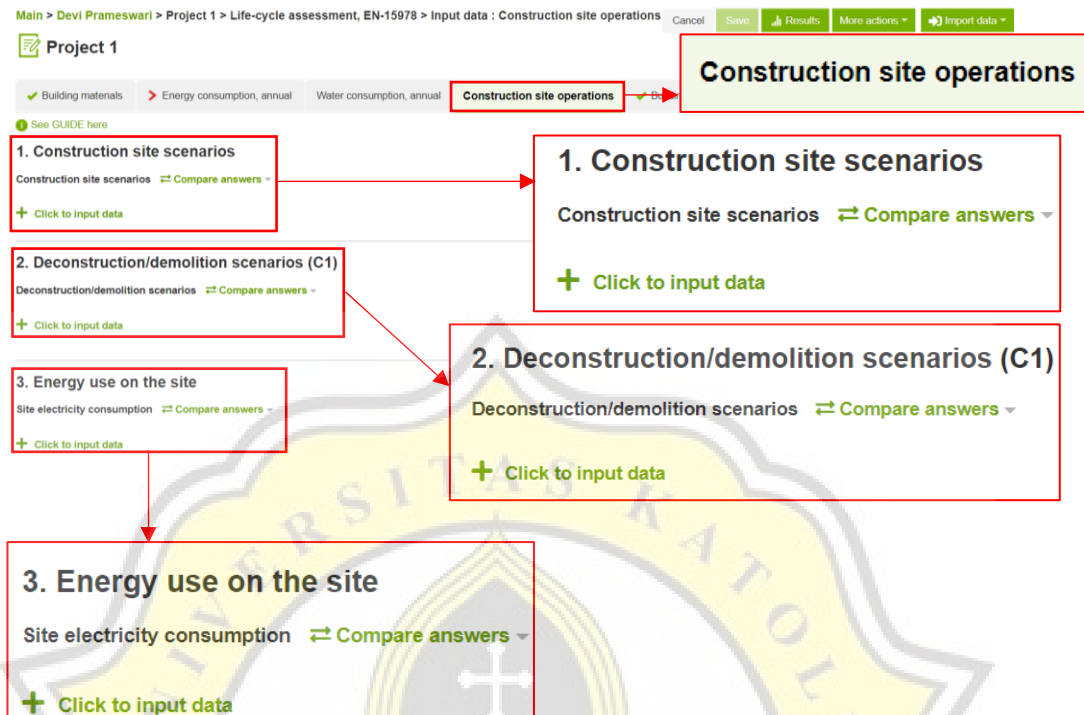 Main > Devi Prameswari > Project 1 > Life-cycle assessment, EN-15978 > Input data : Construction site operations
Cancel Save Results More actions Import data
Project 1
Construction site operations
Building materials Energy consumption, annual Water consumption, annual Construction site operations
See GUIDE here
1. Construction site scenarios
Construction site scenarios Compare answers
Click to input data
1. Construction site scenarios
Construction site scenarios Compare answers
Click to input data
2. Deconstruction/demolition scenarios (C1)
Deconstruction/demolition scenarios Compare answers
Click to input data
2. Deconstruction/demolition scenarios (C1)
Deconstruction/demolition scenarios Compare answers
Click to input data
3. Energy use on the site
Site electricity consumption Compare answers
Click to input data
3. Energy use on the site
Site electricity consumption Compare answers
Click to input data